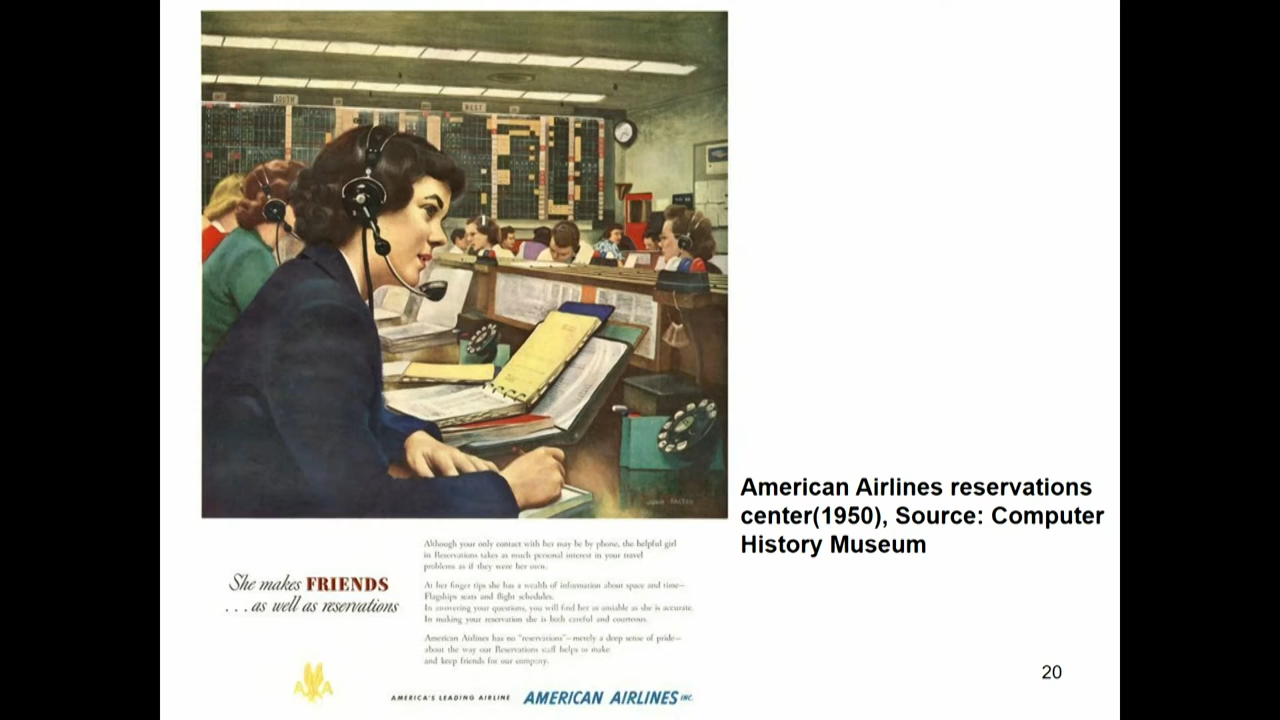 SOUTH
WEST
JOHN FALTER
American Airlines reservations
center(1950), Source: Computer
History Museum
She makes FRIENDS
. . . as well as reservations
Although your only contact with her may be by phone, the helpful girl
in Reservations takes as much personal interest in your travel
problems as if they were her own.
At her finger tips she has a wealth of information about space and time—
Flagships seats and flight schedules.
In answering your questions, you will find her as amiable as she is accurate.
In making your reservation she is both careful and courteous.
American Airlines has no "reservations"—merely a deep sense of pride—
about the way our Reservations staff helps to make
and keep friends for our company.
A A
AMERICA'S LEADING AIRLINE AMERICAN AIRLINES INC.
20